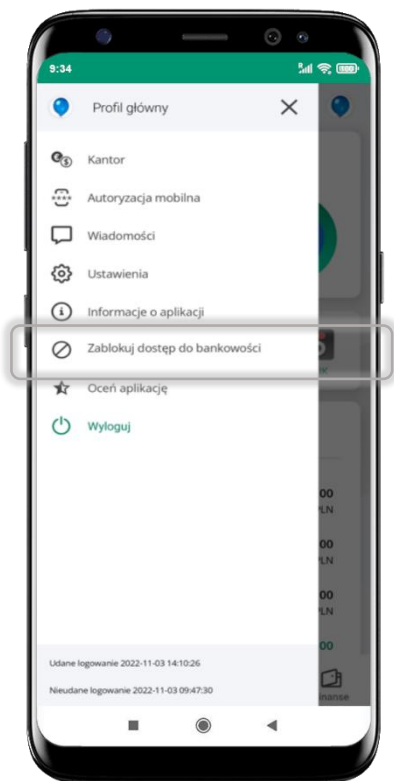 9:34
Profil główny
Kantor
Autoryzacja mobilna
Wiadomości
Ustawienia
Informacje o aplikacji
Zablokuj dostęp do bankowości
Oceń aplikację
Wyloguj
00
PLN
00
PLN
00
PLN
00
Udane logowanie 2022-11-03 14:10:26
Nieudane logowanie 2022-11-03 09:47:30
inanse